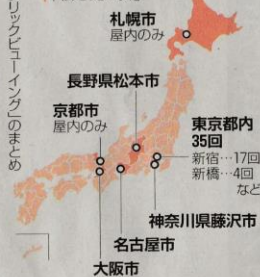 リックビューイング」のまとめ
札幌市
屋内のみ
長野県松本市
京都市
屋内のみ
東京都内
35回
新宿…17回
新橋…4回
など
神奈川県藤沢市
名古屋市
大阪市